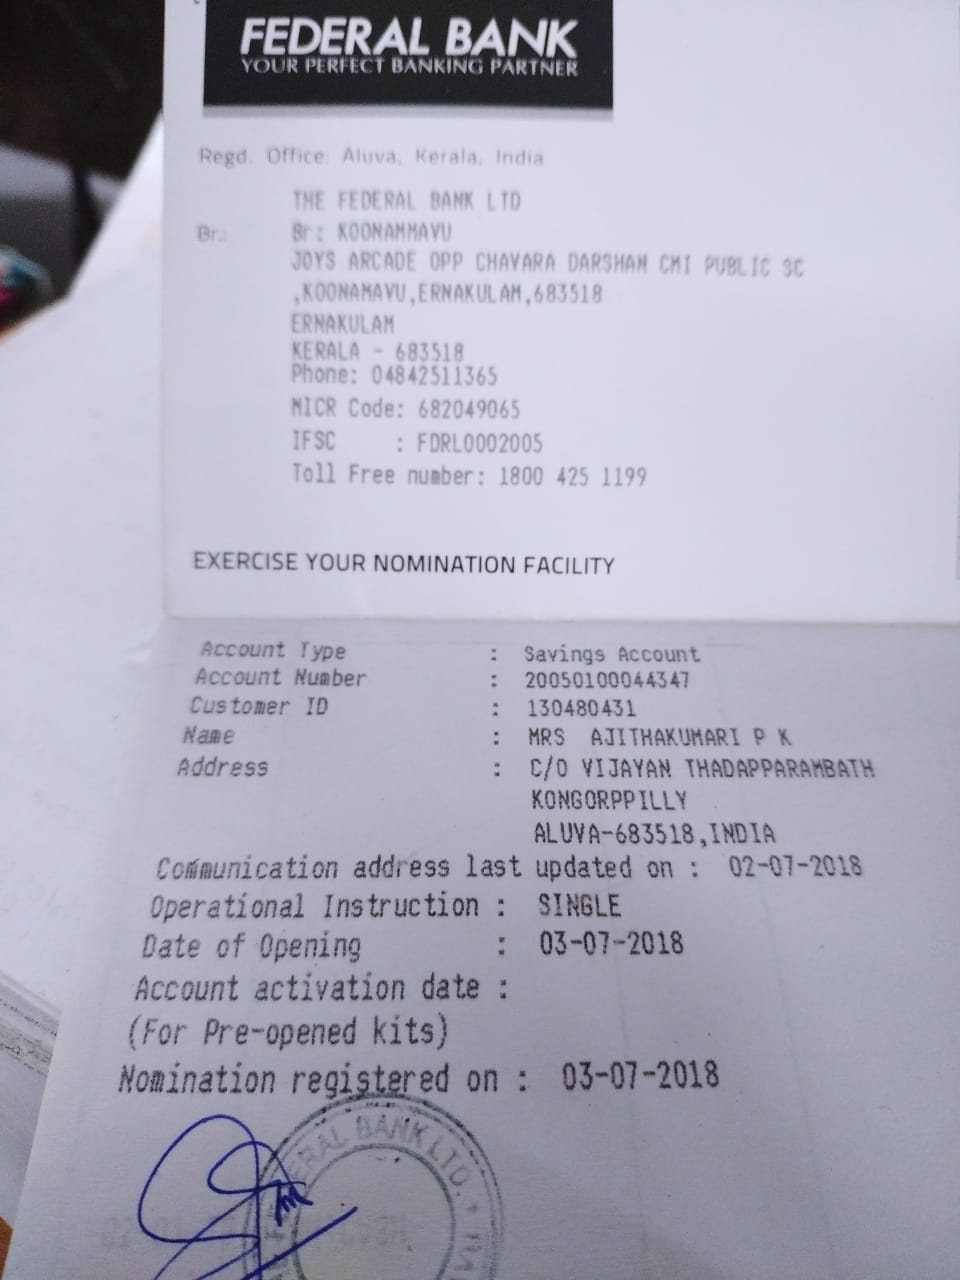 FEDERAL BANK
YOUR PERFECT BANKING PARTNER
Regd. Office: Aluva, Kerala, India
THE FEDERAL BANK LTD
Br.: Br: KOONAMMAVU
JOYS ARCADE OPP CHAVARA DARSHAN CMI PUBLIC SC
,KOONAMAVU,ERNAKULAM,683518
ERNAKULAM
KERALA - 683518
Phone: 04842511365
MICR Code: 682049065
IFSC : FDRL0002005
Toll Free number: 1800 425 1199
EXERCISE YOUR NOMINATION FACILITY
Account Type : Savings Account
Account Number : 20050100044347
Customer ID : 130480431
Name : MRS AJITHAKUMARI P K
Address : C/O VIJAYAN THADAPPARAMBATH
KONGORPPILLY
ALUVA-683518,INDIA
Communication address last updated on : 02-07-2018
Operational Instruction : SINGLE
Date of Opening : 03-07-2018
Account activation date :
(For Pre-opened kits)
Nomination registered on : 03-07-2018
BANK LTD.